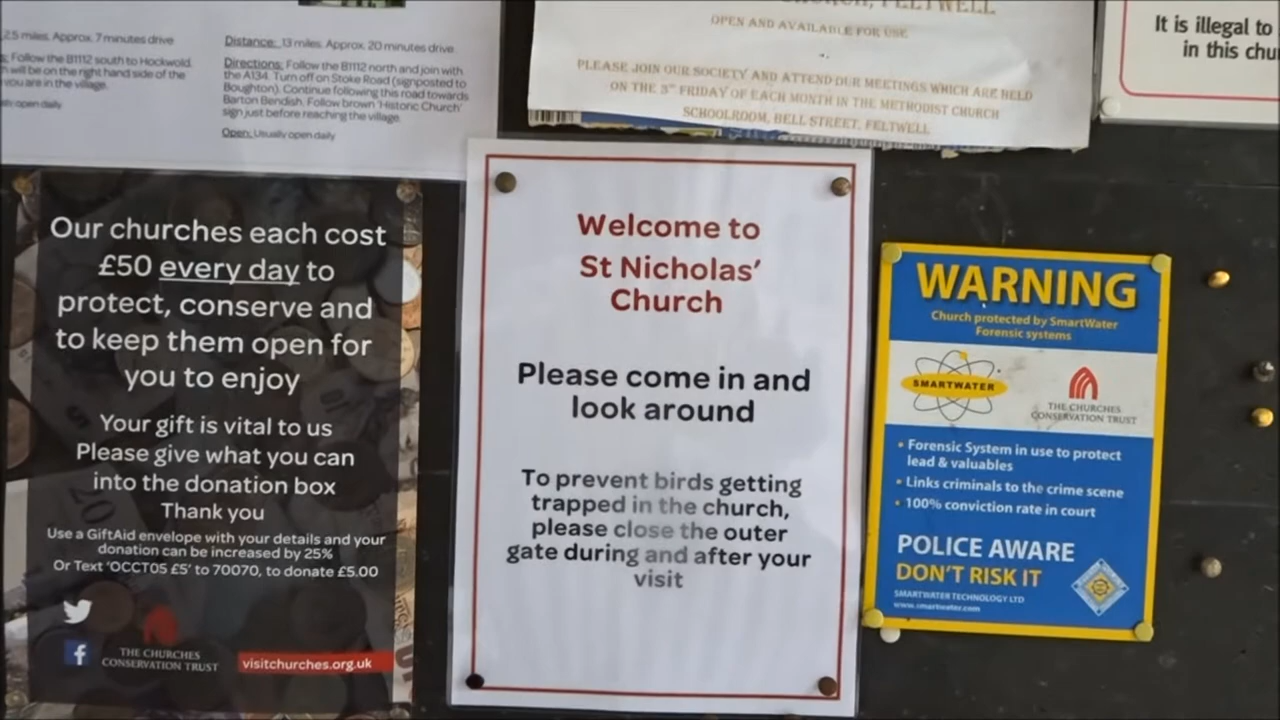 2.5 miles. Approx. 7 minutes drive
Follow the B1112 south to Hockwold.
will be on the right hand side of the
you are in the village.
open daily
Distance: 13 miles. Approx. 20 minutes drive
Directions: Follow the B1112 north and join with
the A134. Turn off on Stoke Road (signposted to
Boughton). Continue following this road towards
Barton Bendish. Follow brown 'Historic Church'
sign just before reaching the village.
Open: Usually open daily
FELTWELL
OPEN AND AVAILABLE FOR USE
PLEASE JOIN OUR SOCIETY AND ATTEND OUR MEETINGS WHICH ARE HELD
ON THE 3RD FRIDAY OF EACH MONTH IN THE METHODIST CHURCH
SCHOOLROOM, BELL STREET, FELTWELL
It is illegal to
in this chu
Our churches each cost
£50 every day to
protect, conserve and
to keep them open for
you to enjoy
Your gift is vital to us
Please give what you can
into the donation box
Thank you
Use a GiftAid envelope with your details and your
donation can be increased by 25%
Or Text 'OCCT05 £5' to 70070, to donate £5.00
THE CHURCHES
CONSERVATION TRUST
visitchurches.org.uk
Welcome to
St Nicholas'
Church
Please come in and
look around
To prevent birds getting
trapped in the church,
please close the outer
gate during and after your
visit
WARNING
Church protected by SmartWater
Forensic systems
SMARTWATER
THE CHURCHES
CONSERVATION TRUST
• Forensic System in use to protect
lead & valuables
• Links criminals to the crime scene
• 100% conviction rate in court
POLICE AWARE
DON'T RISK IT
SMARTWATER TECHNOLOGY LTD
www.smartwater.com